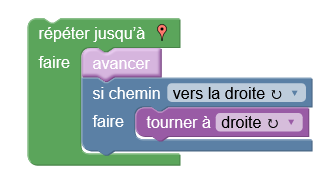 répéter jusqu'à
faire avancer
si chemin vers la droite ↻ ▼
faire tourner à droite ↻ ▼